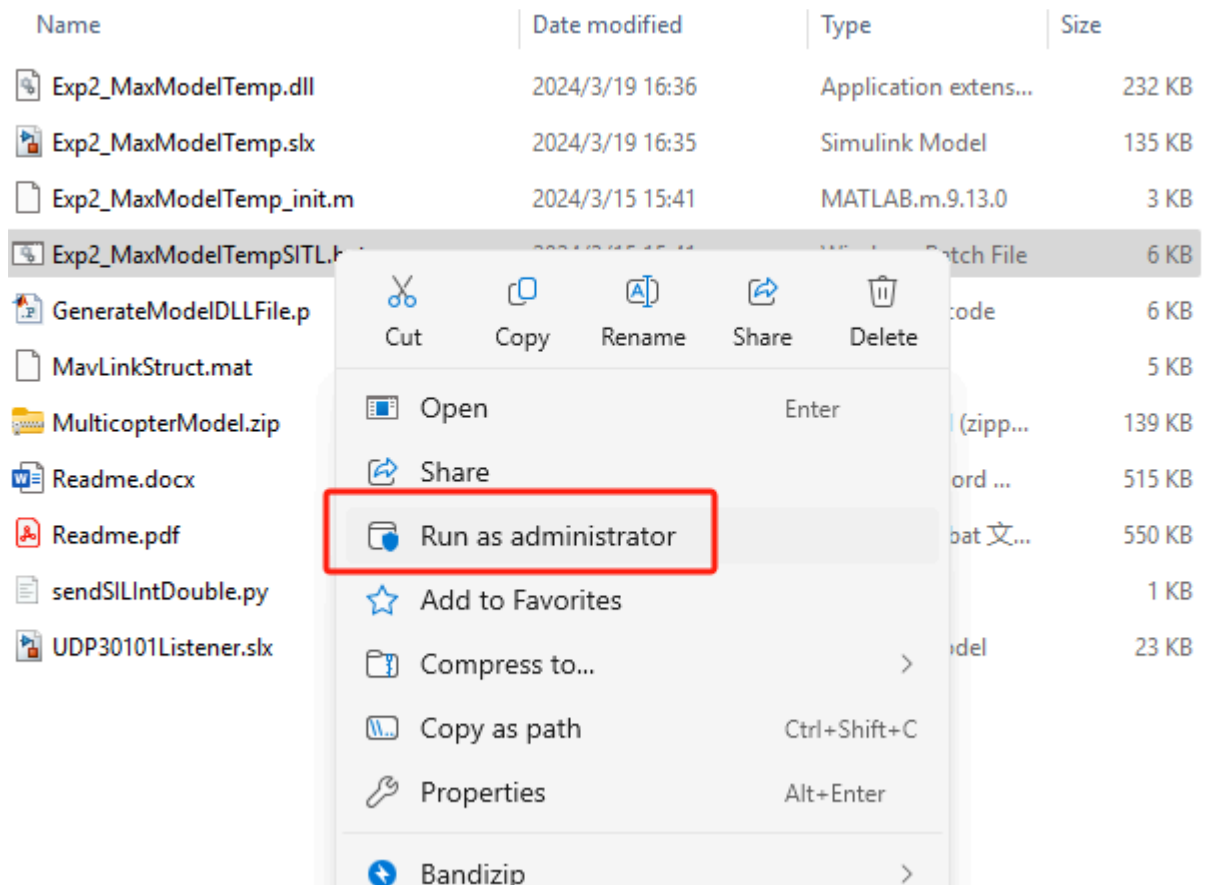 Name Date modified Type Size
Exp2_MaxModelTemp.dll 2024/3/19 16:36 Application extens... 232 KB
Exp2_MaxModelTemp.slx 2024/3/19 16:35 Simulink Model 135 KB
Exp2_MaxModelTemp_init.m 2024/3/15 15:41 MATLAB.m.9.13.0 3 KB
Exp2_MaxModelTempSITL. File 6 KB
GenerateModelDLLFile.p code 6 KB
MavLinkStruct.mat 5 KB
MulticopterModel.zip (zipp... 139 KB
Readme.docx ord ... 515 KB
Readme.pdf bat 文... 550 KB
sendSILIntDouble.py 1 KB
UDP30101Listener.slx 23 KB
Cut Copy Rename Share Delete
Open Enter
Share
Run as administrator
Add to Favorites
Compress to...
Copy as path Ctrl+Shift+C
Properties Alt+Enter
Bandizip